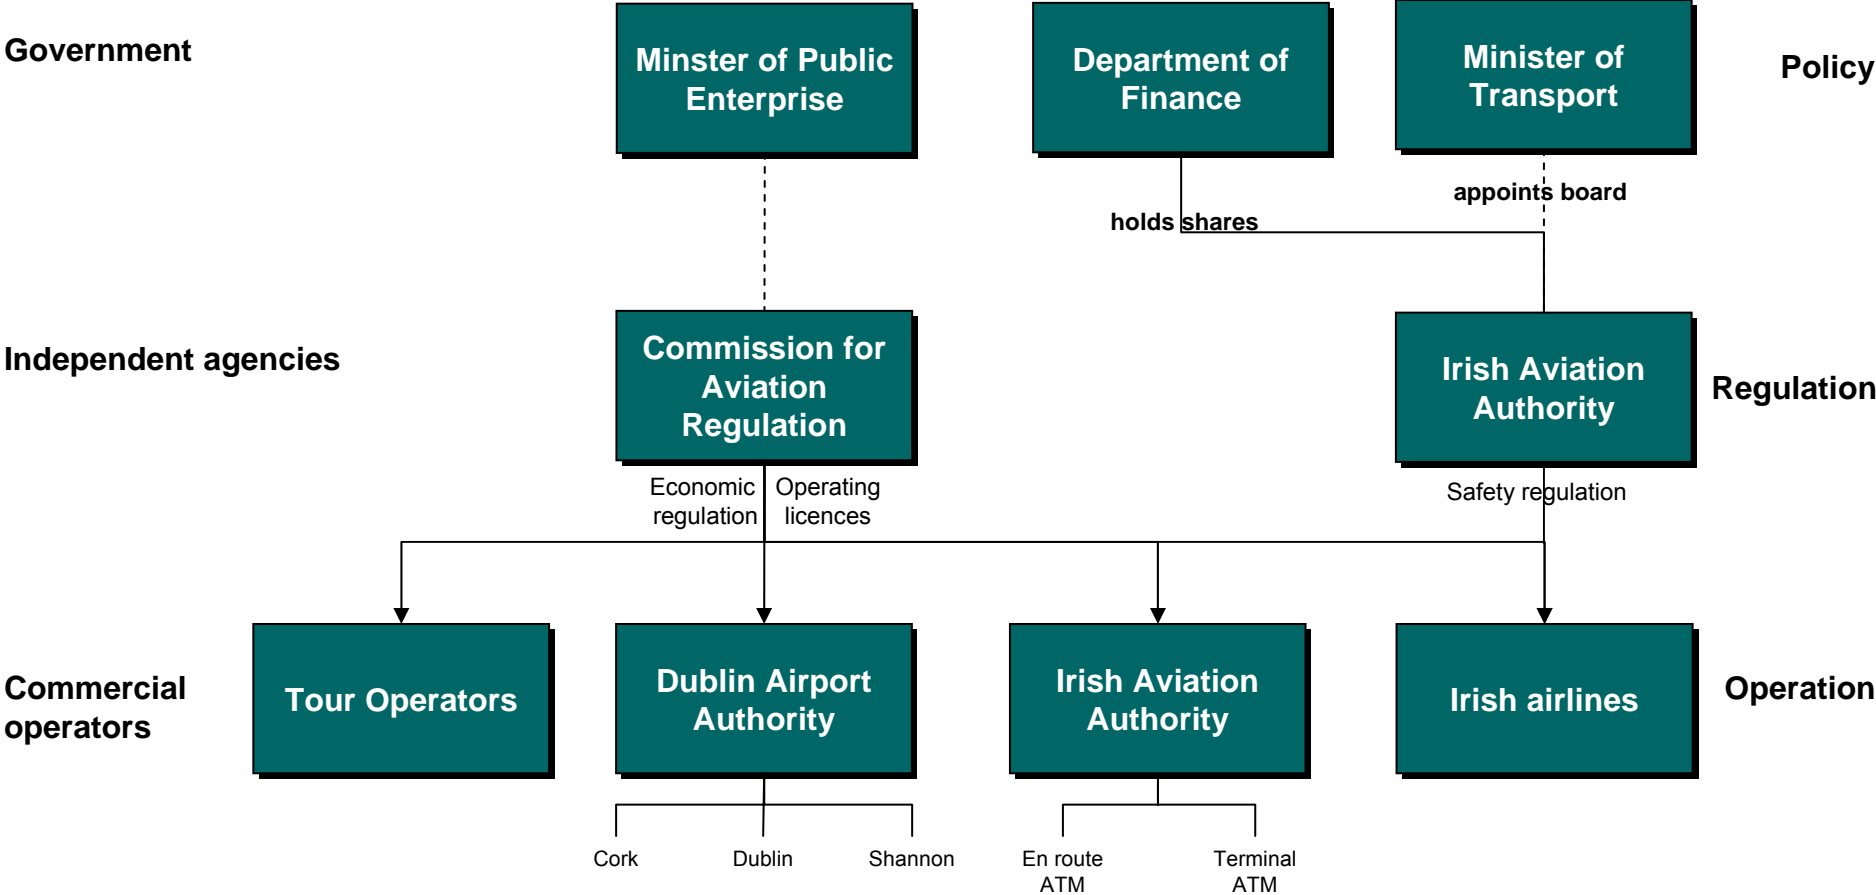 Government
Minster of Public
Enterprise
Department of
Finance
Minister of
Transport
Policy
appoints board
holds shares
Independent agencies
Commission for
Aviation
Regulation
Irish Aviation
Authority
Regulation
Economic
regulation
Operating
licences
Safety regulation
Commercial
operators
Tour Operators
Dublin Airport
Authority
Irish Aviation
Authority
Irish airlines
Operation
Cork
Dublin
Shannon
En route
ATM
Terminal
ATM